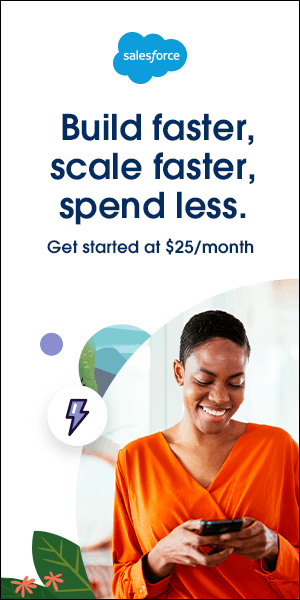 salesforce
Build faster,
scale faster,
spend less.
Get started at $25/month